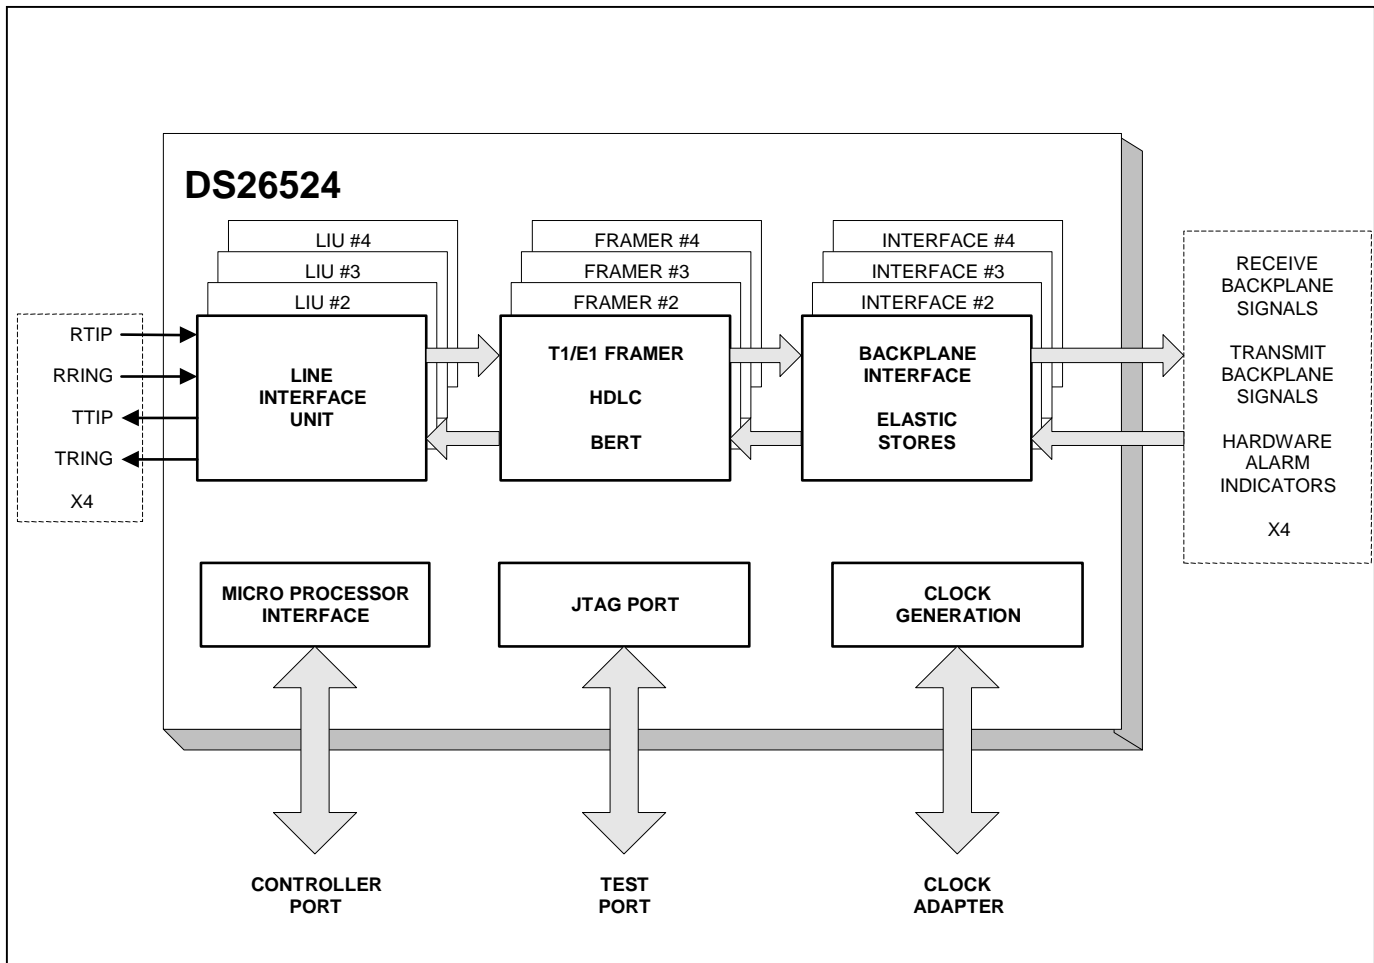 DS26524
LIU #4
LIU #3
LIU #2
LINE
INTERFACE
UNIT
FRAMER #4
FRAMER #3
FRAMER #2
T1/E1 FRAMER
HDLC
BERT
INTERFACE #4
INTERFACE #3
INTERFACE #2
BACKPLANE
INTERFACE
ELASTIC
STORES
RTIP
RRING
TTIP
TRING
X4
RECEIVE
BACKPLANE
SIGNALS
TRANSMIT
BACKPLANE
SIGNALS
HARDWARE
ALARM
INDICATORS
X4
MICRO PROCESSOR
INTERFACE
JTAG PORT
CLOCK
GENERATION
CONTROLLER
PORT
TEST
PORT
CLOCK
ADAPTER